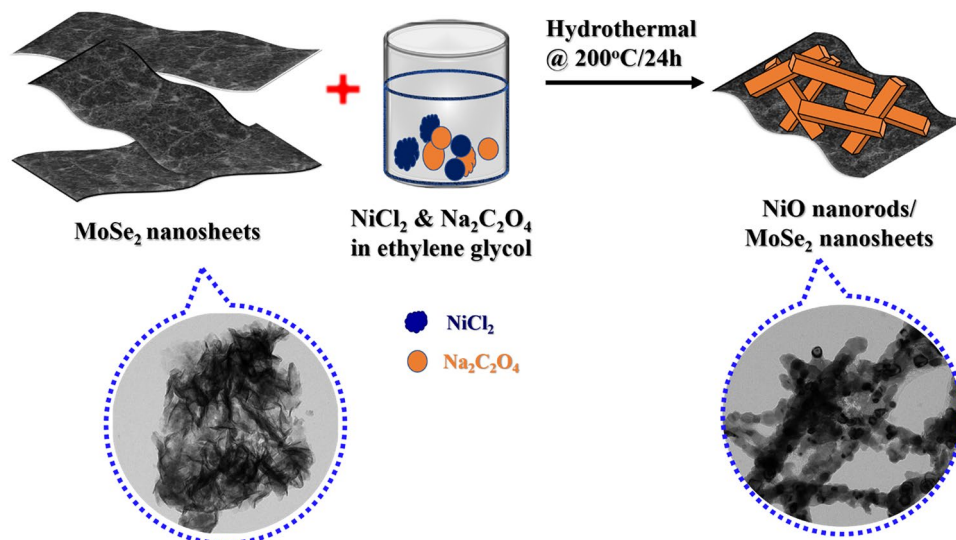 Hydrothermal
@ 200°C/24h
+
MoSe₂ nanosheets
NiCl₂ & Na₂C₂O₄
in ethylene glycol
NiO nanorods/
MoSe₂ nanosheets
NiCl₂
Na₂C₂O₄